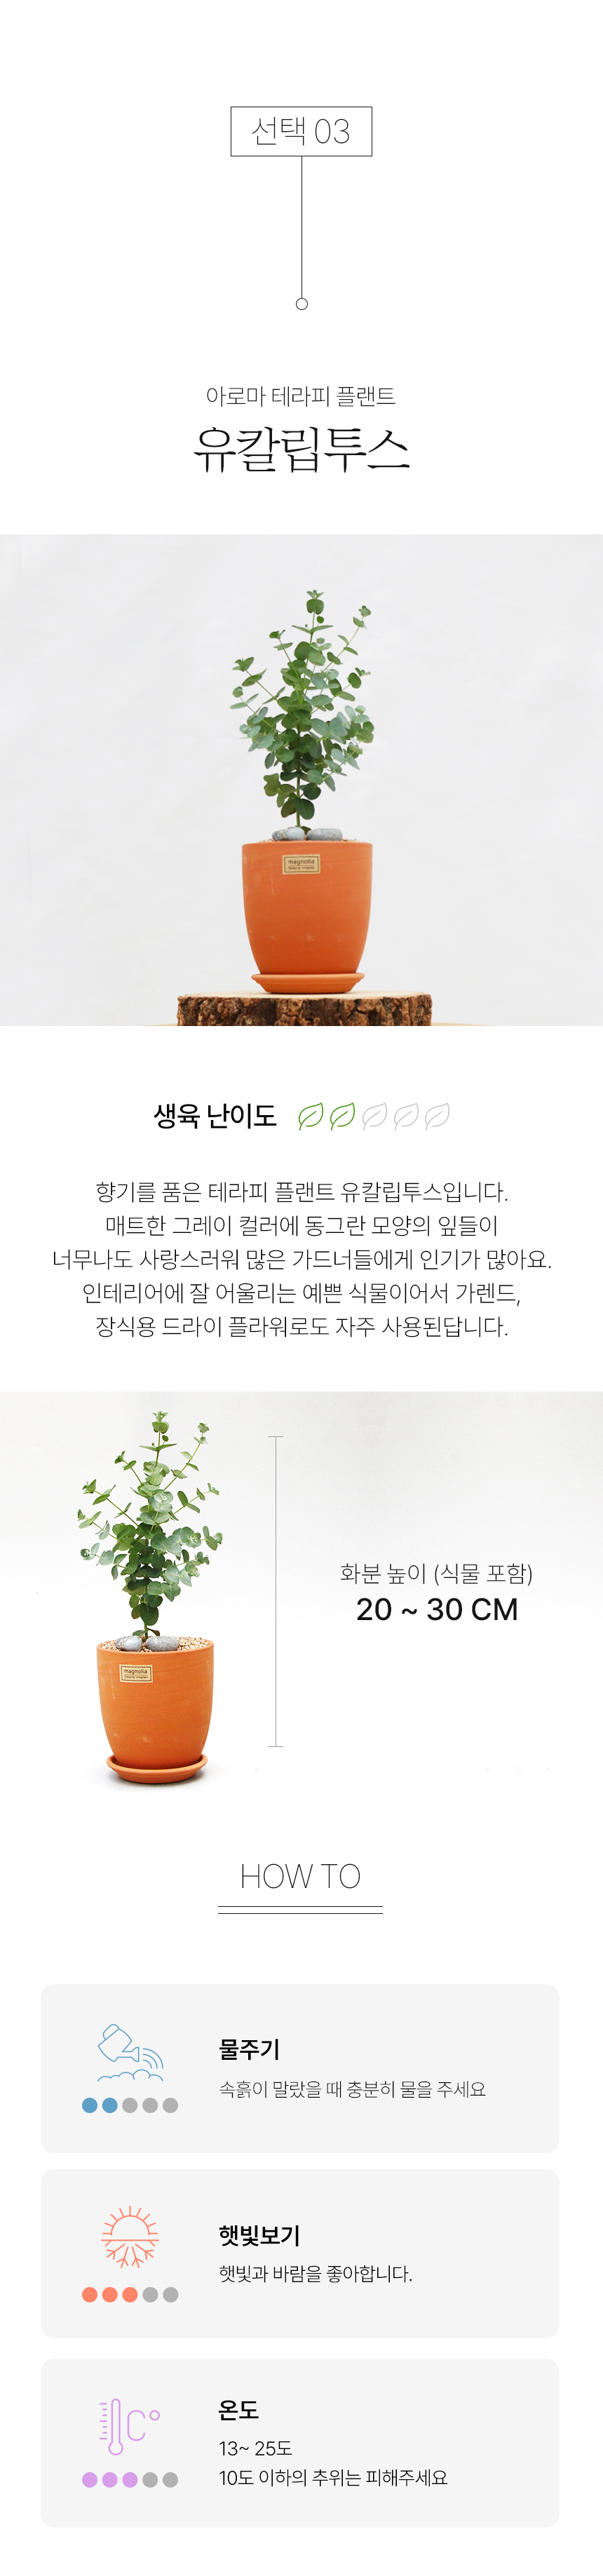 선택 03
아로마 테라피 플랜트
유칼립투스
magnolia
생육 난이도
향기를 품은 테라피 플랜트 유칼립투스입니다.
매트한 그레이 컬러에 동그란 모양의 잎들이
너무나도 사랑스러워 많은 가드너들에게 인기가 많아요.
인테리어에 잘 어울리는 예쁜 식물이어서 가렌드,
장식용 드라이 플라워로도 자주 사용된답니다.
화분 높이 (식물 포함)
20 ~ 30 CM
magnolia
HOW TO
물주기
속흙이 말랐을 때 충분히 물을 주세요
햇빛보기
햇빛과 바람을 좋아합니다.
C°
온도
13~ 25도
10도 이하의 추위는 피해주세요